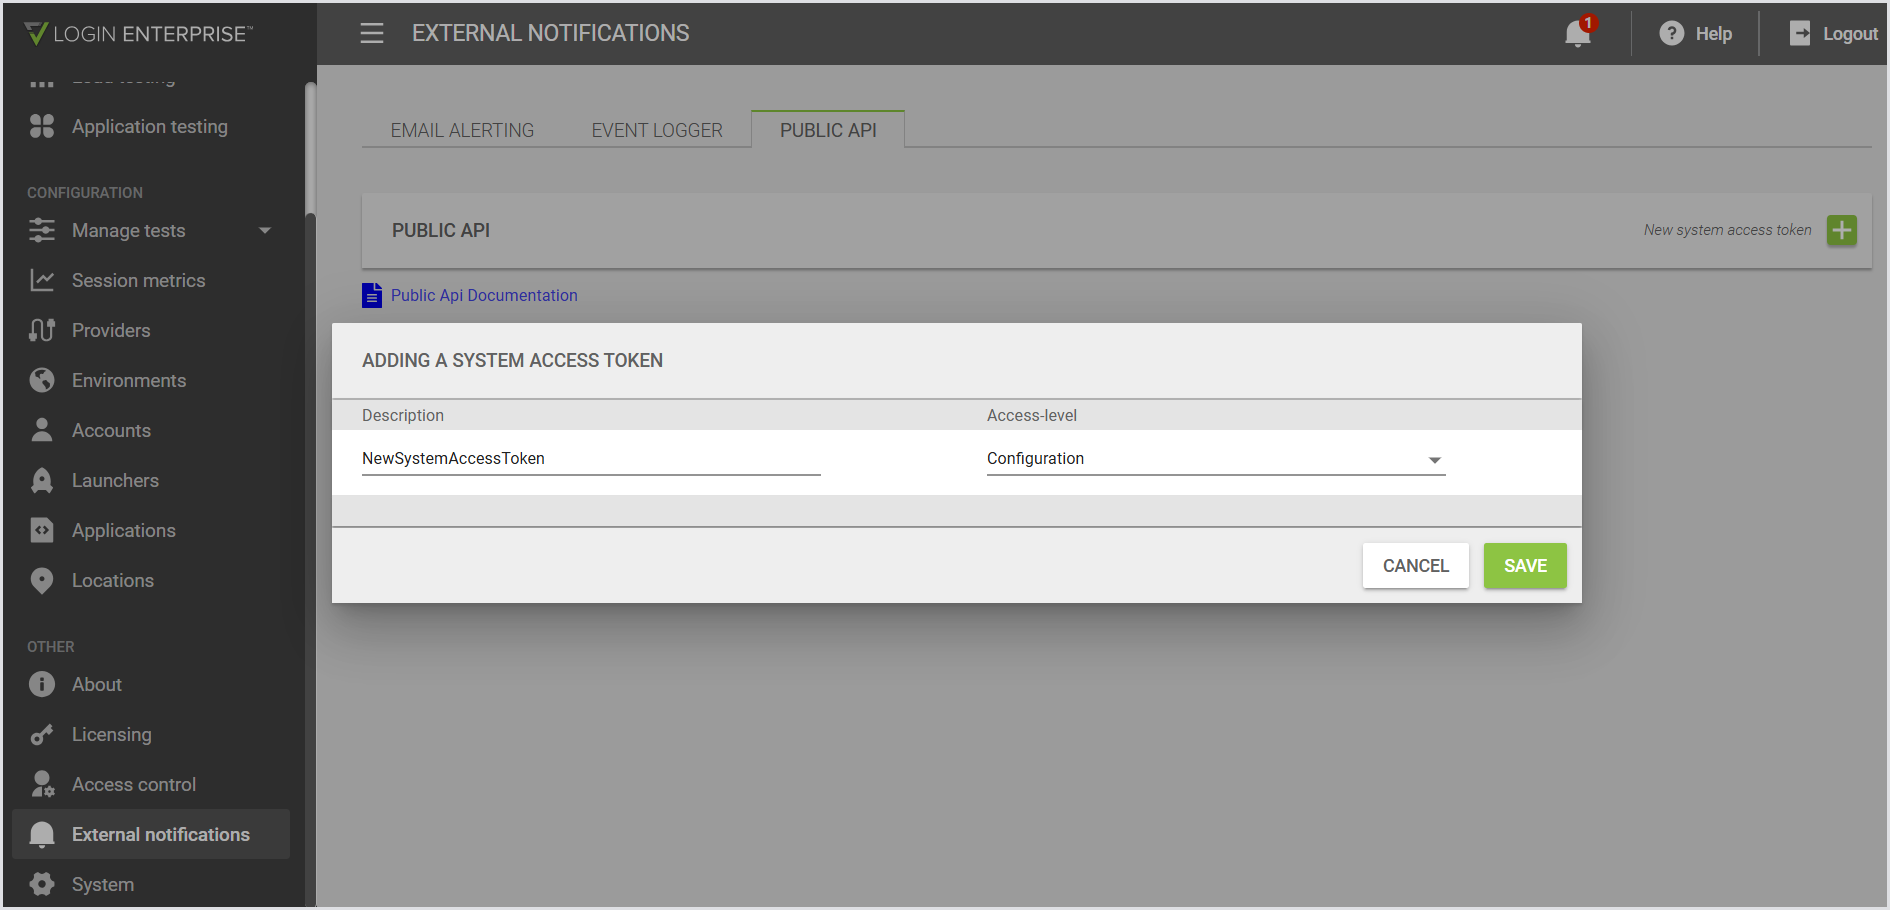 LOGIN ENTERPRISE™
EXTERNAL NOTIFICATIONS
1
Help
Logout
Load testing
Application testing
CONFIGURATION
Manage tests
Session metrics
Providers
Environments
Accounts
Launchers
Applications
Locations
OTHER
About
Licensing
Access control
External notifications
System
EMAIL ALERTING
EVENT LOGGER
PUBLIC API
PUBLIC API
New system access token
Public Api Documentation
ADDING A SYSTEM ACCESS TOKEN
Description
Access-level
NewSystemAccessToken
Configuration
CANCEL
SAVE